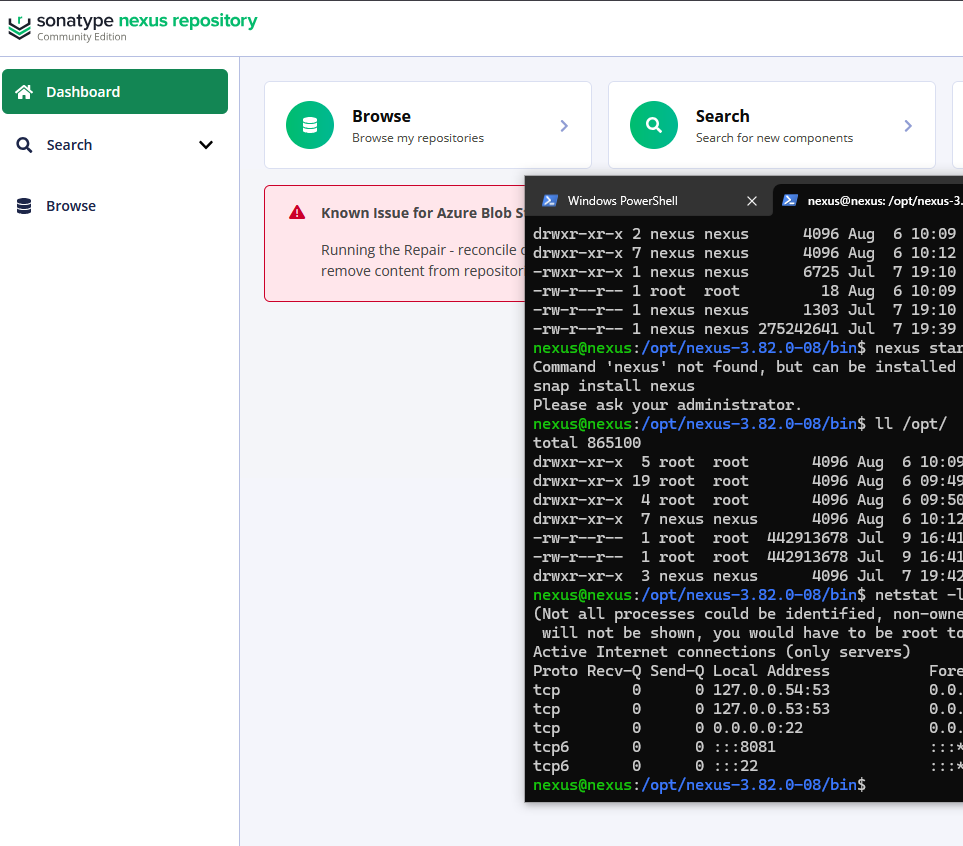 sonatype nexus repository
Community Edition
Dashboard
Search
Browse
Browse
Browse my repositories
Search
Search for new components
Known Issue for Azure Blob S
Running the Repair - reconcile
remove content from repositor
Windows PowerShell
nexus@nexus: /opt/nexus-3.
drwxr-xr-x 2 nexus nexus      4096 Aug  6 10:09
drwxr-xr-x 7 nexus nexus      4096 Aug  6 10:12
-rwxr-xr-x 1 nexus nexus      6725 Jul  7 19:10
-rw-r--r-- 1 root  root         18 Aug  6 10:09
-rw-r--r-- 1 nexus nexus      1303 Jul  7 19:10
-rw-r--r-- 1 nexus nexus 275242641 Jul  7 19:39
nexus@nexus:/opt/nexus-3.82.0-08/bin$ nexus star
Command 'nexus' not found, but can be installed
snap install nexus
Please ask your administrator.
nexus@nexus:/opt/nexus-3.82.0-08/bin$ ll /opt/
total 865100
drwxr-xr-x  5 root  root       4096 Aug  6 10:09
drwxr-xr-x 19 root  root       4096 Aug  6 09:49
drwxr-xr-x  4 root  root       4096 Aug  6 09:50
drwxr-xr-x  7 nexus nexus      4096 Aug  6 10:12
-rw-r--r--  1 root  root  442913678 Jul  9 16:41
-rw-r--r--  1 root  root  442913678 Jul  9 16:41
drwxr-xr-x  3 nexus nexus      4096 Jul  7 19:42
nexus@nexus:/opt/nexus-3.82.0-08/bin$ netstat -l
(Not all processes could be identified, non-owne
 will not be shown, you would have to be root to
Active Internet connections (only servers)
Proto Recv-Q Send-Q Local Address           Fore
tcp        0      0 127.0.0.54:53           0.0.
tcp        0      0 127.0.0.53:53           0.0.
tcp        0      0 0.0.0.0:22              0.0.
tcp6       0      0 :::8081                 :::*
tcp6       0      0 :::22                   :::*
nexus@nexus:/opt/nexus-3.82.0-08/bin$